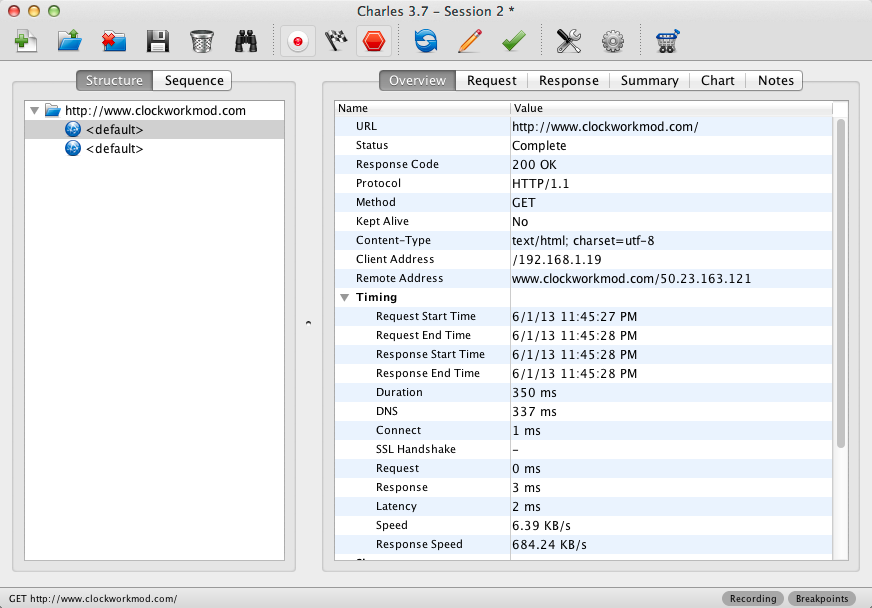 Charles 3.7 – Session 2 *
Structure Sequence
http://www.clockworkmod.com
<default>
<default>
Overview Request Response Summary Chart Notes
Name Value
URL http://www.clockworkmod.com/
Status Complete
Response Code 200 OK
Protocol HTTP/1.1
Method GET
Kept Alive No
Content-Type text/html; charset=utf-8
Client Address /192.168.1.19
Remote Address www.clockworkmod.com/50.23.163.121
Timing
Request Start Time 6/1/13 11:45:27 PM
Request End Time 6/1/13 11:45:28 PM
Response Start Time 6/1/13 11:45:28 PM
Response End Time 6/1/13 11:45:28 PM
Duration 350 ms
DNS 337 ms
Connect 1 ms
SSL Handshake -
Request 0 ms
Response 3 ms
Latency 2 ms
Speed 6.39 KB/s
Response Speed 684.24 KB/s
GET http://www.clockworkmod.com/ Recording Breakpoints